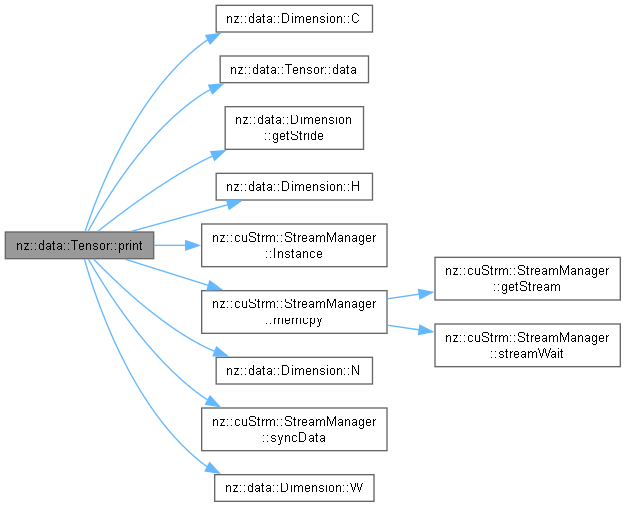 nz::data::Dimension::C
nz::data::Tensor::data
nz::data::Dimension
::getStride
nz::data::Dimension::H
nz::data::Tensor::print
nz::cuStrm::StreamManager
::Instance
nz::cuStrm::StreamManager
::memcpy
nz::cuStrm::StreamManager
::getStream
nz::cuStrm::StreamManager
::streamWait
nz::data::Dimension::N
nz::cuStrm::StreamManager
::syncData
nz::data::Dimension::W